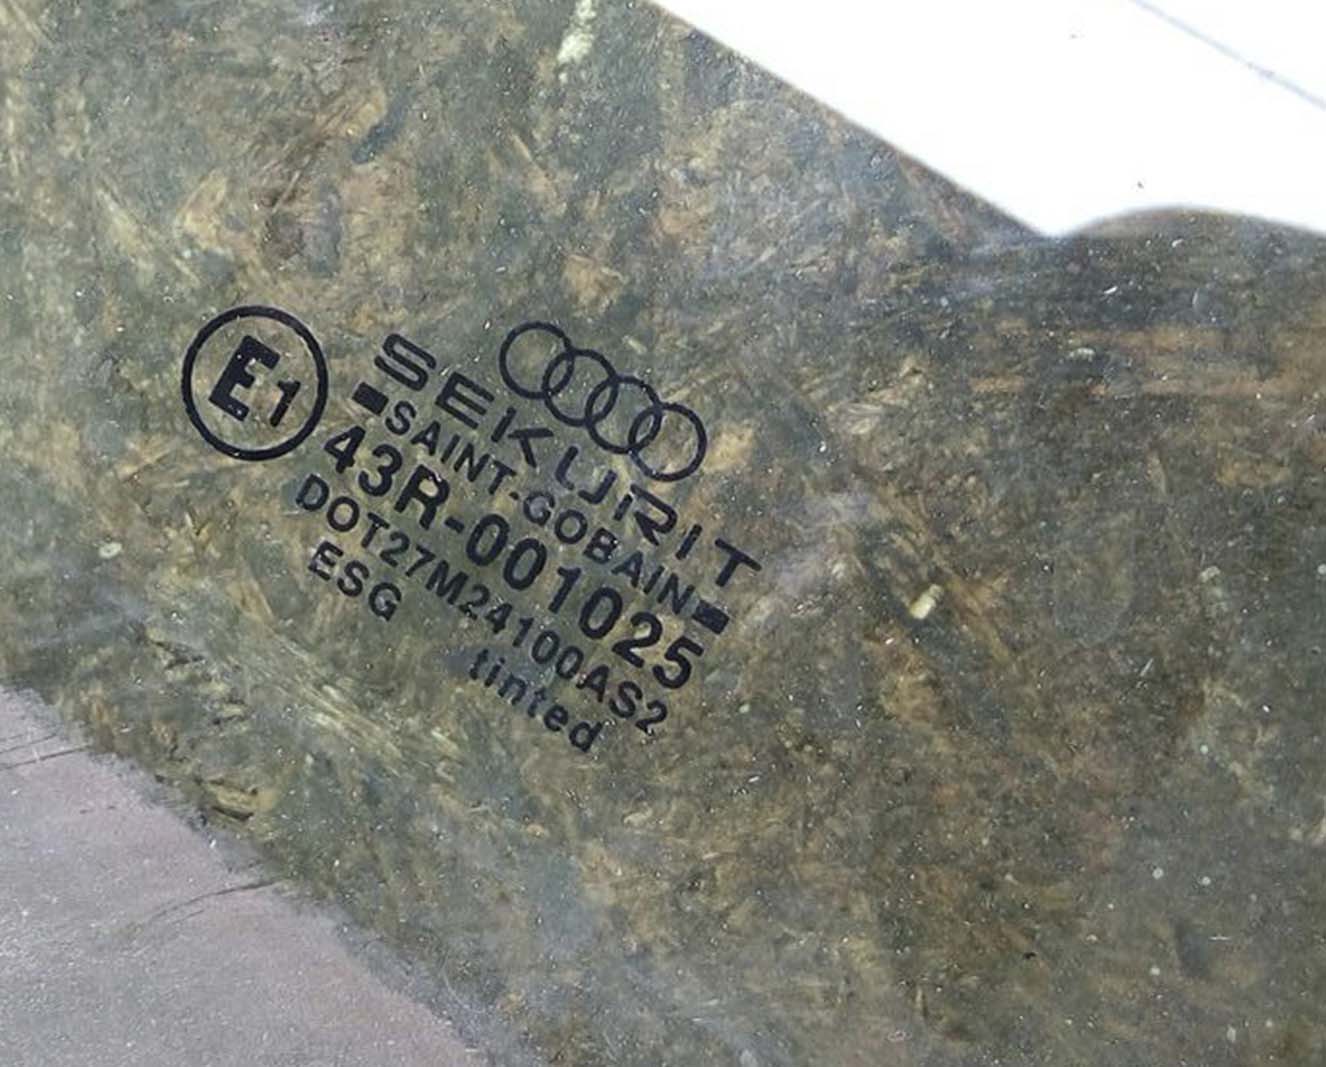 E1
SEKURIT
SAINT-GOBAIN
43R-001025
DOT27M24100AS2
ESG
tinted